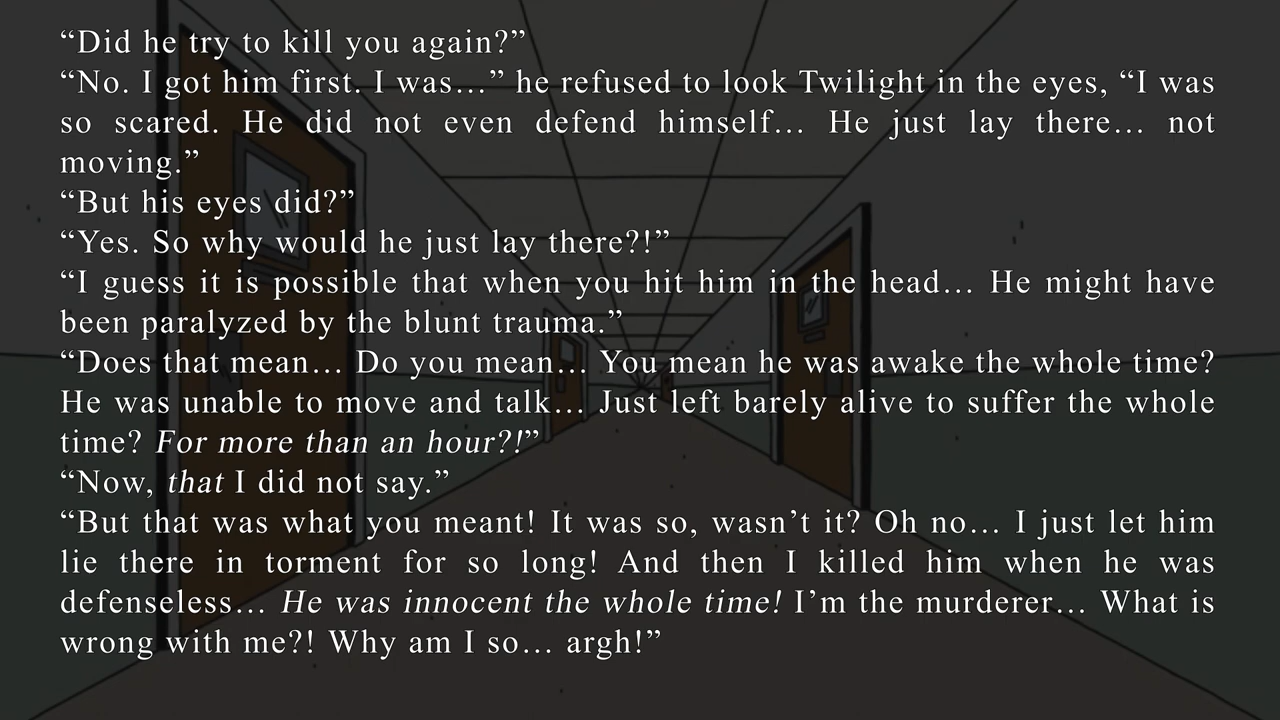 “Did he try to kill you again?”
“No. I got him first. I was…” he refused to look Twilight in the eyes, “I was
so scared. He did not even defend himself… He just lay there… not
moving.”
“But his eyes did?”
“Yes. So why would he just lay there?!”
“I guess it is possible that when you hit him in the head… He might have
been paralyzed by the blunt trauma.”
“Does that mean… Do you mean… You mean he was awake the whole time?
He was unable to move and talk… Just left barely alive to suffer the whole
time? For more than an hour?!”
“Now, that I did not say.”
“But that was what you meant! It was so, wasn’t it? Oh no… I just let him
lie there in torment for so long! And then I killed him when he was
defenseless… He was innocent the whole time! I’m the murderer… What is
wrong with me?! Why am I so… argh!”